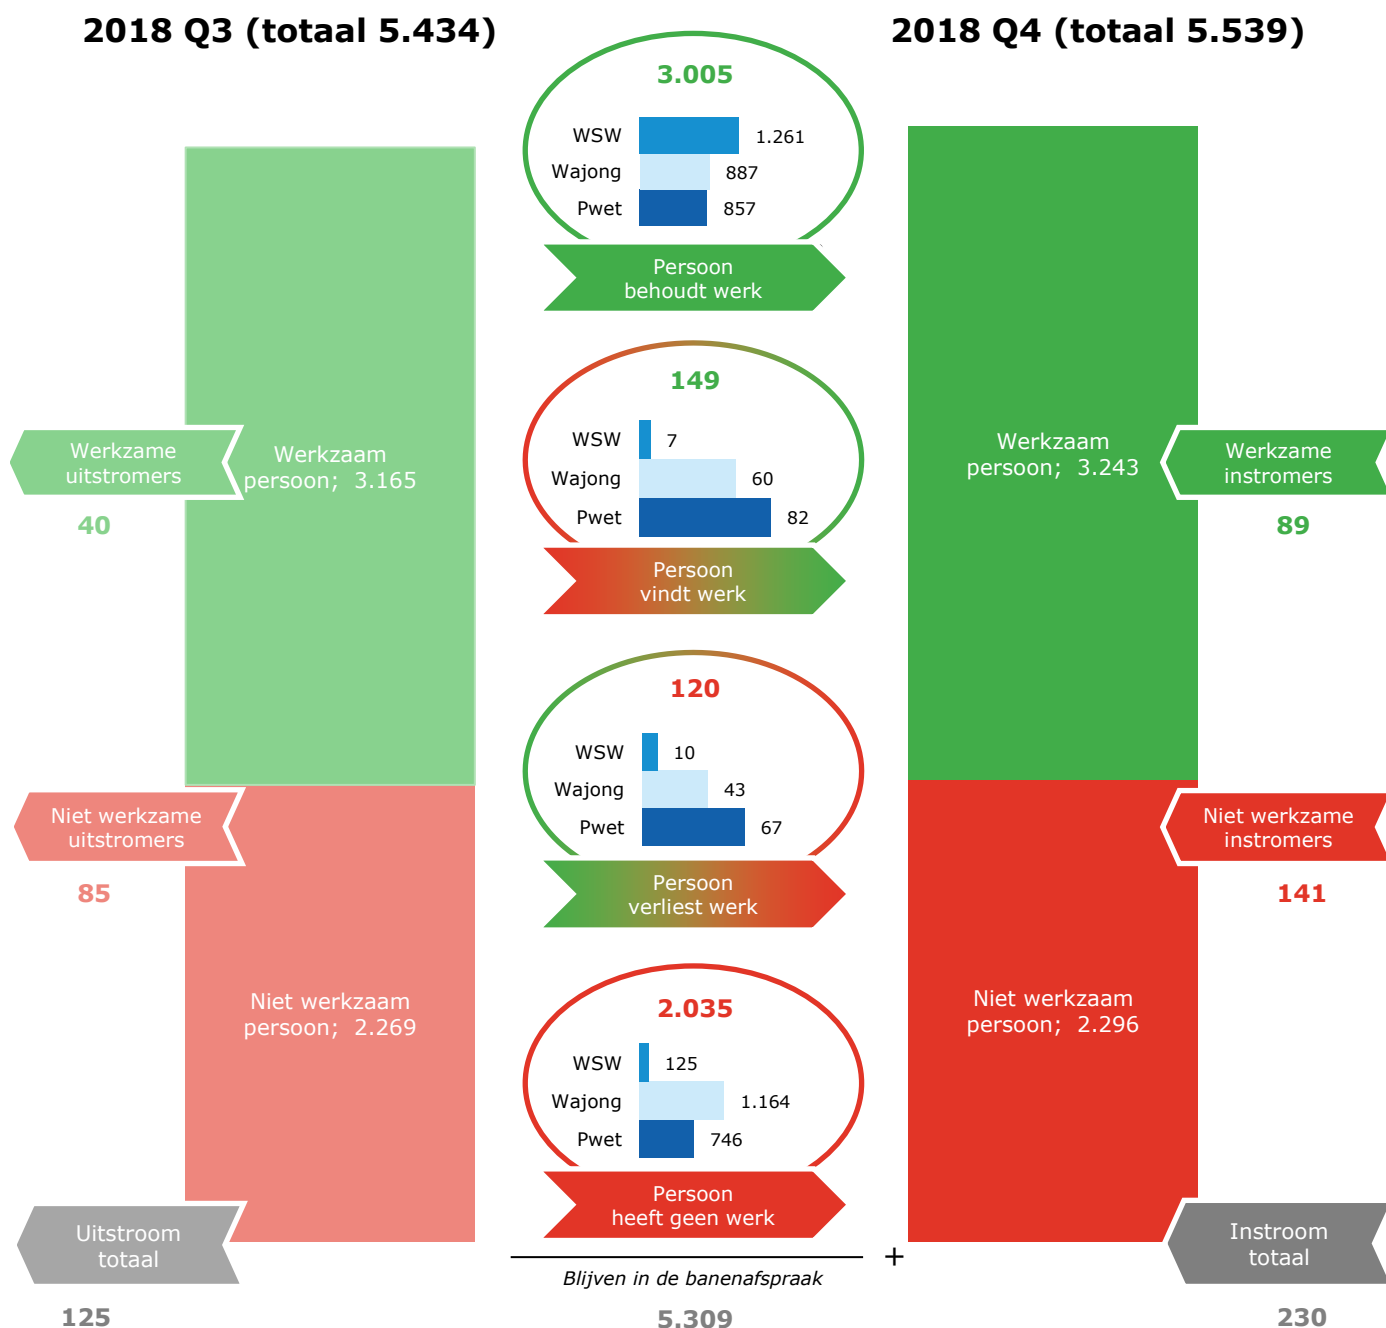 2018 Q3 (totaal 5.434)
2018 Q4 (totaal 5.539)
3.005
WSW 1.261
Wajong 887
Pwet 857
Persoon
behoudt werk
149
WSW 7
Wajong 60
Pwet 82
Persoon
vindt werk
Werkzame
uitstromers
40
Werkzaam
persoon; 3.165
Werkzaam
persoon; 3.243
Werkzame
instromers
89
120
WSW 10
Wajong 43
Pwet 67
Persoon
verliest werk
Niet werkzame
uitstromers
85
Niet werkzame
instromers
141
Niet werkzaam
persoon; 2.269
2.035
WSW 125
Wajong 1.164
Pwet 746
Persoon
heeft geen werk
Niet werkzaam
persoon; 2.296
Uitstroom
totaal
125
+
Blijven in de banenafspraak
5.309
Instroom
totaal
230